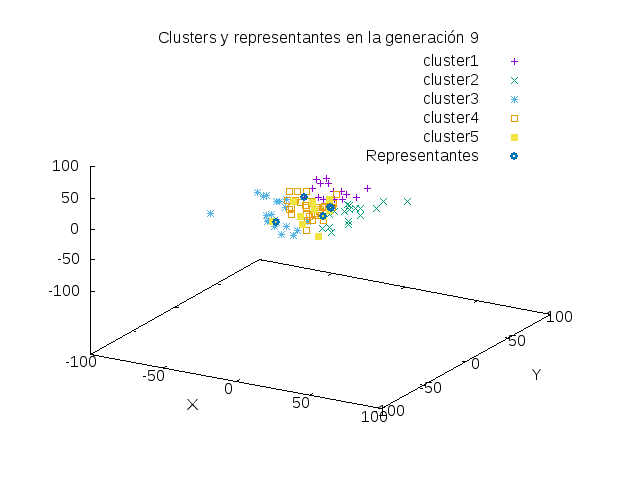 Clusters y representantes en la generación 9
cluster1
cluster2
cluster3
cluster4
cluster5
Representantes
100
50
0
-50
-100
-100
-50
0
50
100
X
-100
-50
0
50
100
Y